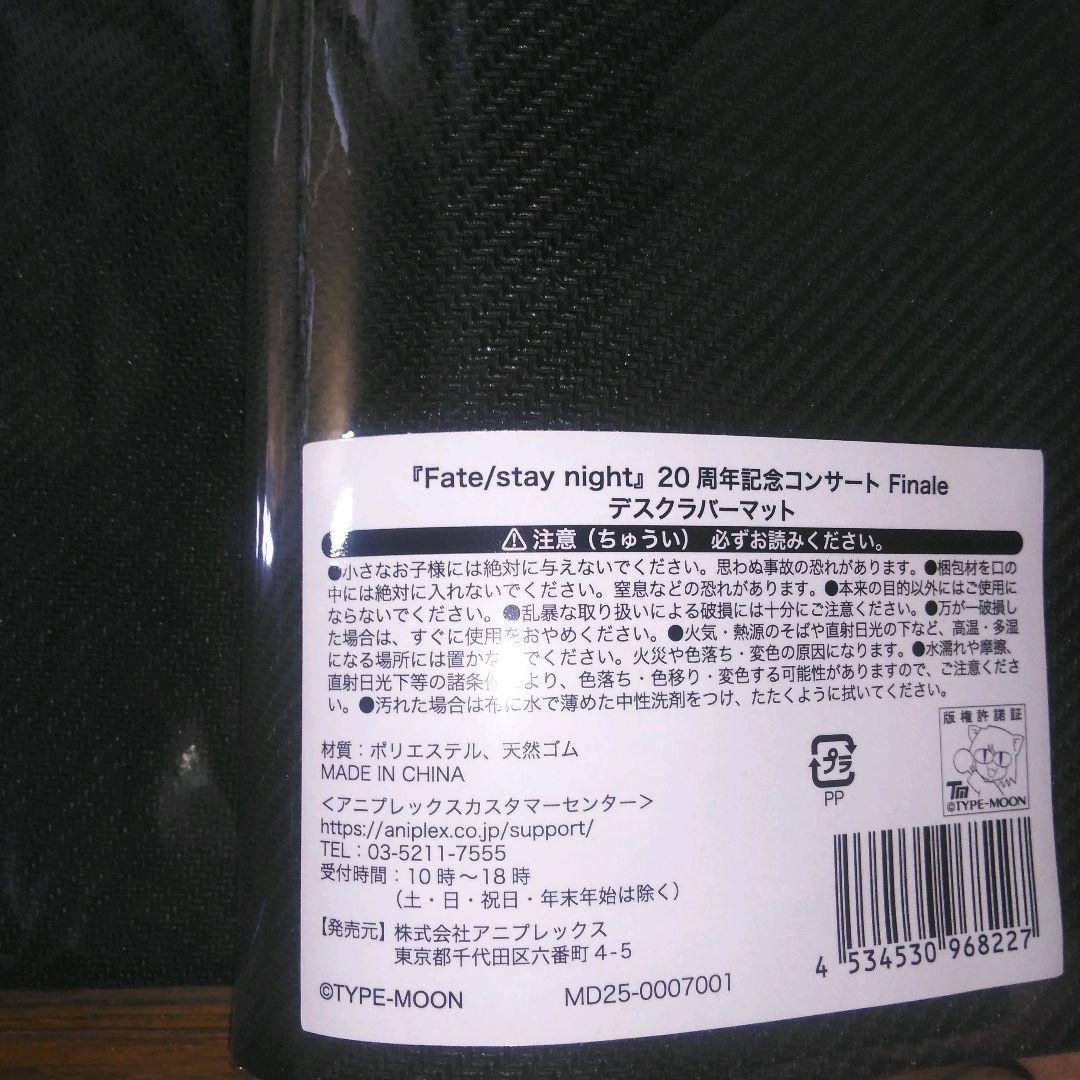 『Fate/stay night』20周年記念コンサート Finale
デスクラバーマット
⚠注意(ちゅうい) 必ずお読みください。
●小さなお子様には絶対に与えないでください。思わぬ事故の恐れがあります。●梱包材を口の
中には絶対に入れないでください。窒息などの恐れがあります。●本来の目的以外にはご使用に
ならないでください。●乱暴な取り扱いによる破損には十分にご注意ください。●万が一破損し
た場合は、すぐに使用をおやめください。●火気・熱源のそばや直射日光の下など、高温・多湿
になる場所には置かないでください。火災や色落ち・変色の原因になります。●水濡れや摩擦、
直射日光下等の諸条件により、色落ち・色移り・変色する可能性がありますので、ご注意くださ
い。●汚れた場合は布に水で薄めた中性洗剤をつけ、たたくように拭いてください。
材質:ポリエステル、天然ゴム
MADE IN CHINA
<アニプレックスカスタマーセンター>
https://aniplex.co.jp/support/
TEL:03-5211-7555
受付時間:10時~18時
(土・日・祝日・年末年始は除く)
【発売元】株式会社アニプレックス
東京都千代田区六番町4-5
©TYPE-MOON
MD25-0007001
プラ
PP
版権許諾証
TM
©TYPE-MOON
4 534530 968227